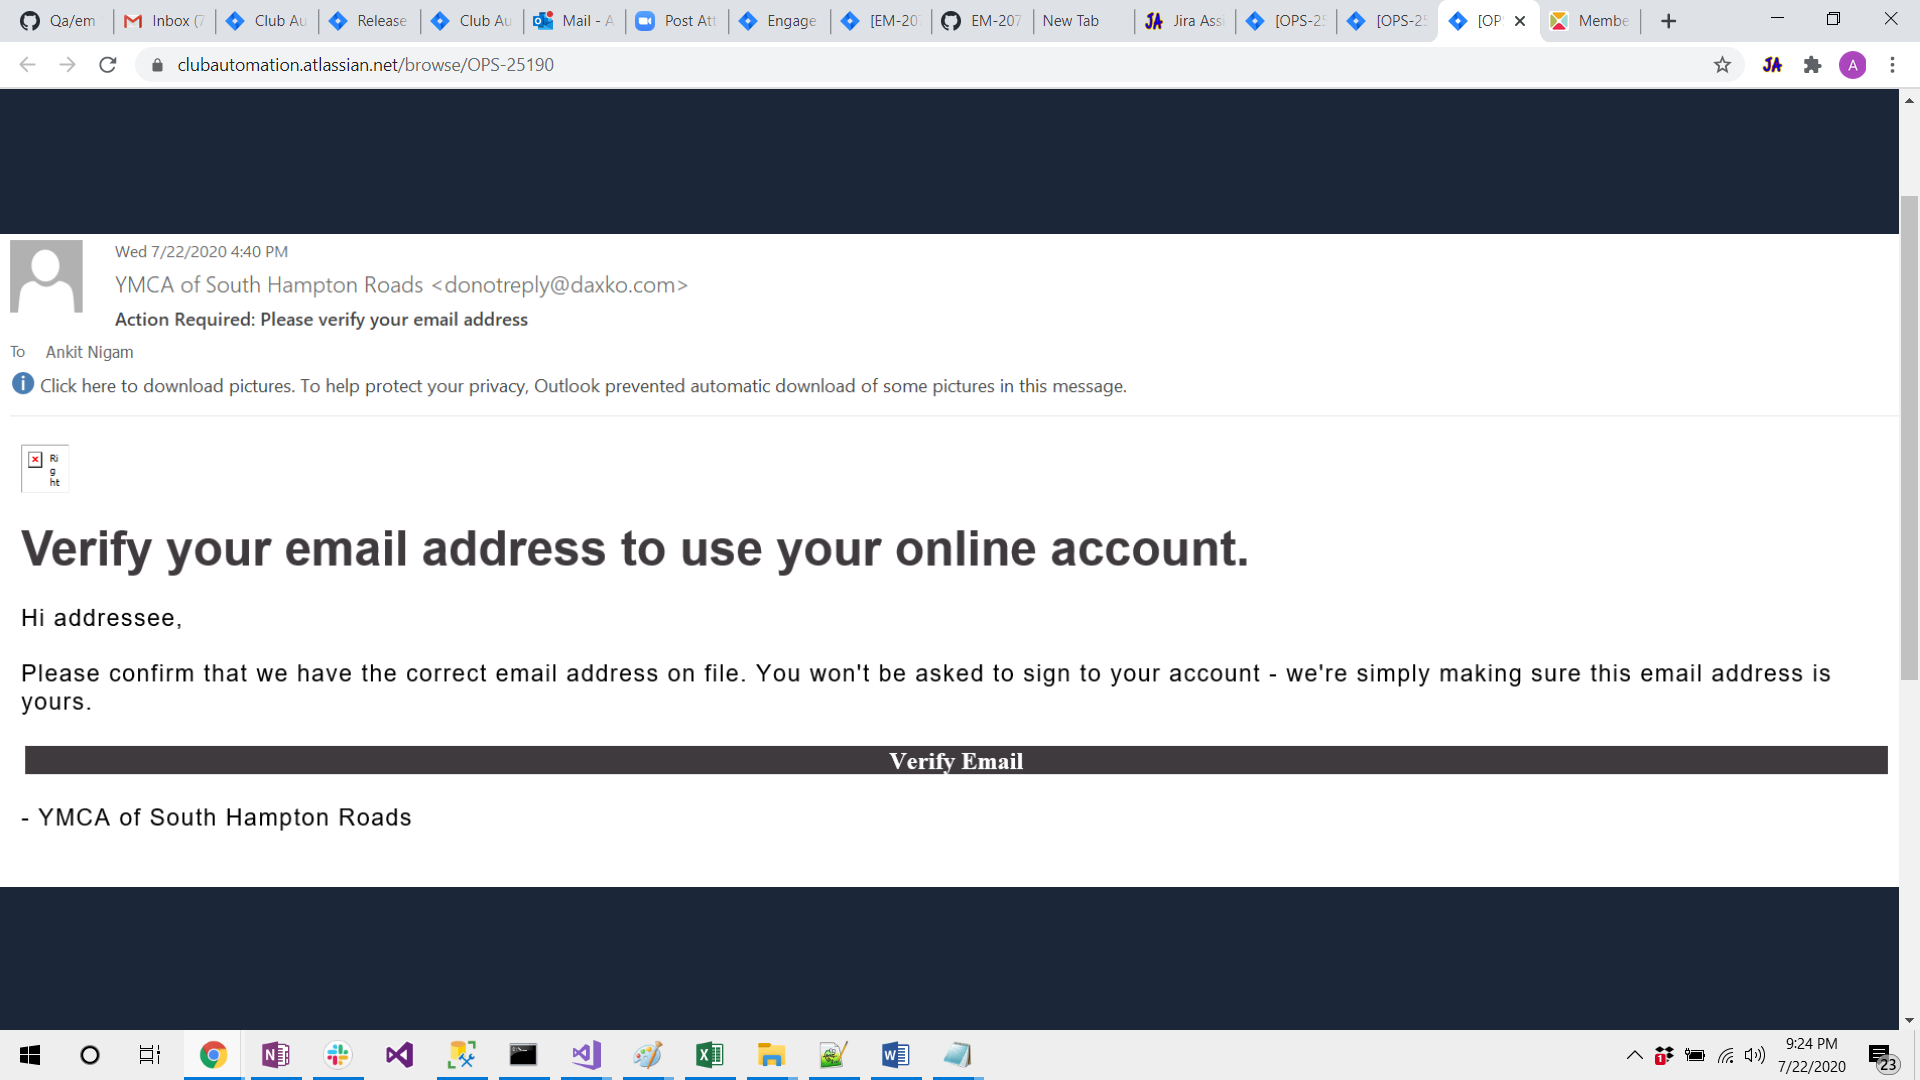 Qa/em
Inbox (7
Club Au
Release
Club Au
Mail - A
Post Att
Engage
[EM-207
EM-207
New Tab
JA Jira Assi
[OPS-25
[OPS-25
[OP
Membe
clubautomation.atlassian.net/browse/OPS-25190
JA
A
Wed 7/22/2020 4:40 PM
YMCA of South Hampton Roads <donotreply@daxko.com>
Action Required: Please verify your email address
To Ankit Nigam
Click here to download pictures. To help protect your privacy, Outlook prevented automatic download of some pictures in this message.
Ri
g
ht
Verify your email address to use your online account.
Hi addressee,
Please confirm that we have the correct email address on file. You won't be asked to sign to your account - we're simply making sure this email address is
yours.
Verify Email
- YMCA of South Hampton Roads
9:24 PM
7/22/2020
23